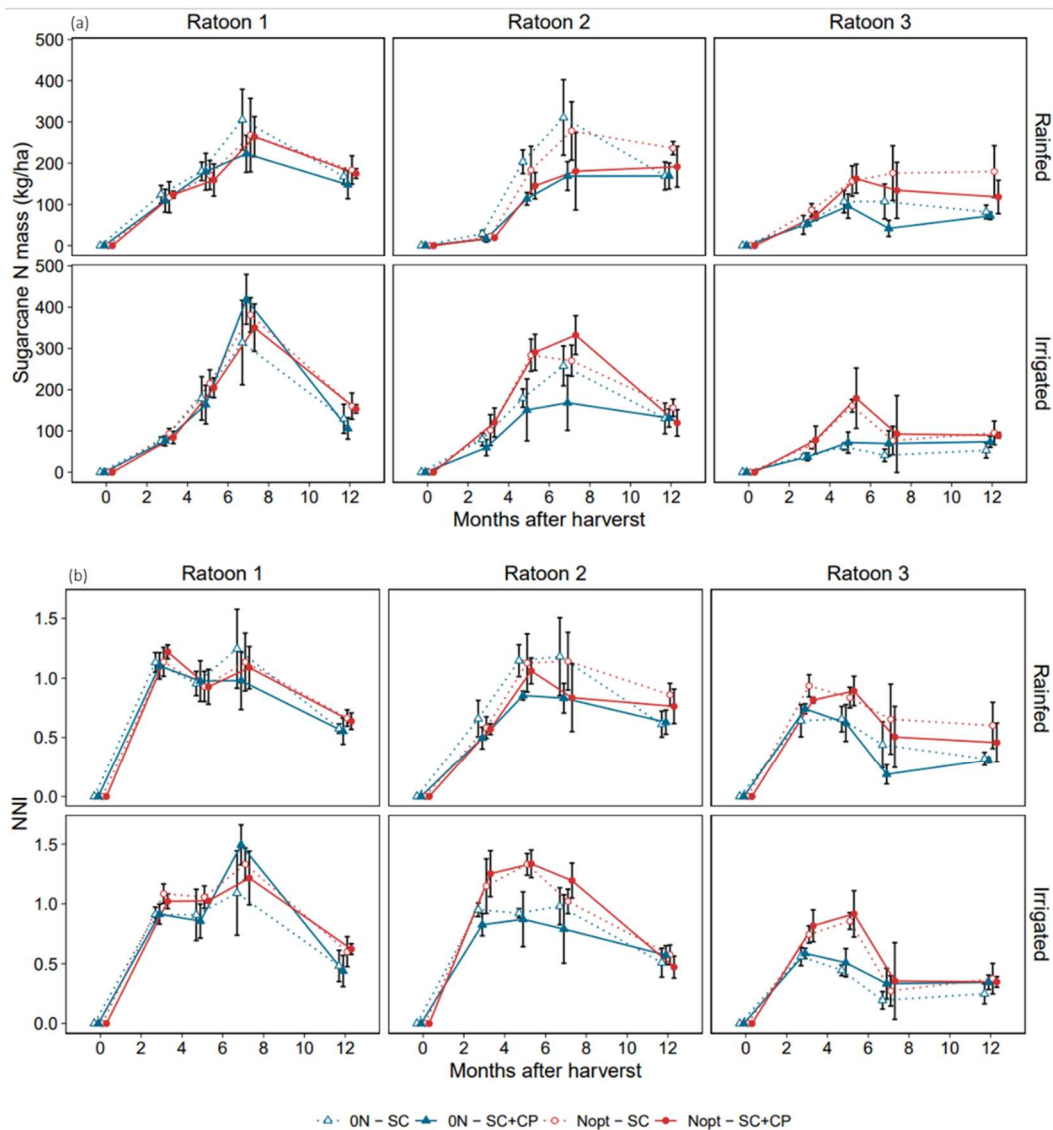 (a)
Ratoon 1 Ratoon 2 Ratoon 3
500
400
300
200
100
0
Rainfed
Sugarcane N mass (kg/ha)
500
400
300
200
100
0
Irrigated
0 2 4 6 8 10 12 0 2 4 6 8 10 12 0 2 4 6 8 10 12
Months after harverst
(b)
Ratoon 1 Ratoon 2 Ratoon 3
1.5
1.0
0.5
0.0
Rainfed
NNI
1.5
1.0
0.5
0.0
Irrigated
0 2 4 6 8 10 12 0 2 4 6 8 10 12 0 2 4 6 8 10 12
Months after harverst
0N – SC 0N – SC+CP Nopt – SC Nopt – SC+CP